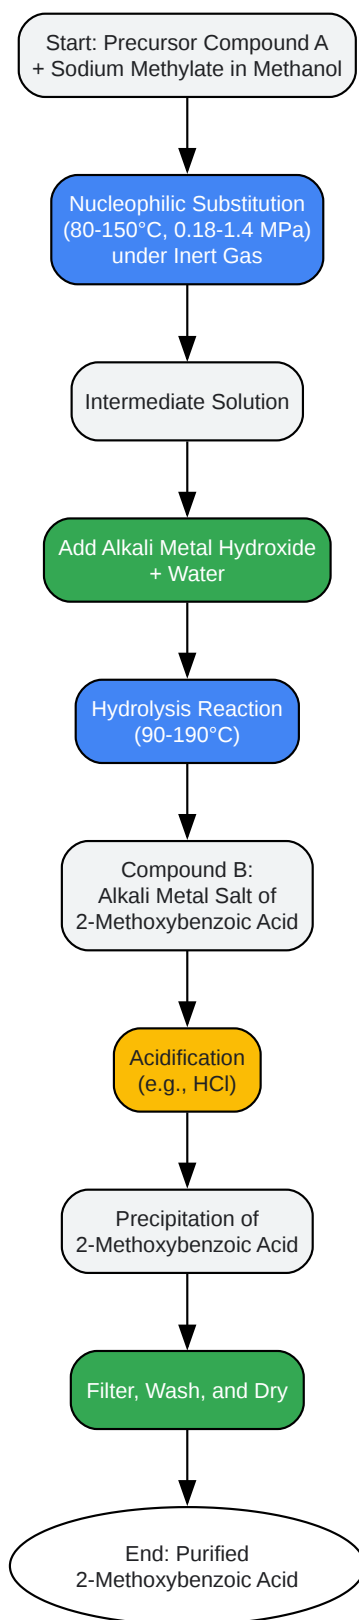 Start: Precursor Compound A
+ Sodium Methylate in Methanol
Nucleophilic Substitution
(80-150°C, 0.18-1.4 MPa)
under Inert Gas
Intermediate Solution
Add Alkali Metal Hydroxide
+ Water
Hydrolysis Reaction
(90-190°C)
Compound B:
Alkali Metal Salt of
2-Methoxybenzoic Acid
Acidification
(e.g., HCl)
Precipitation of
2-Methoxybenzoic Acid
Filter, Wash, and Dry
End: Purified
2-Methoxybenzoic Acid